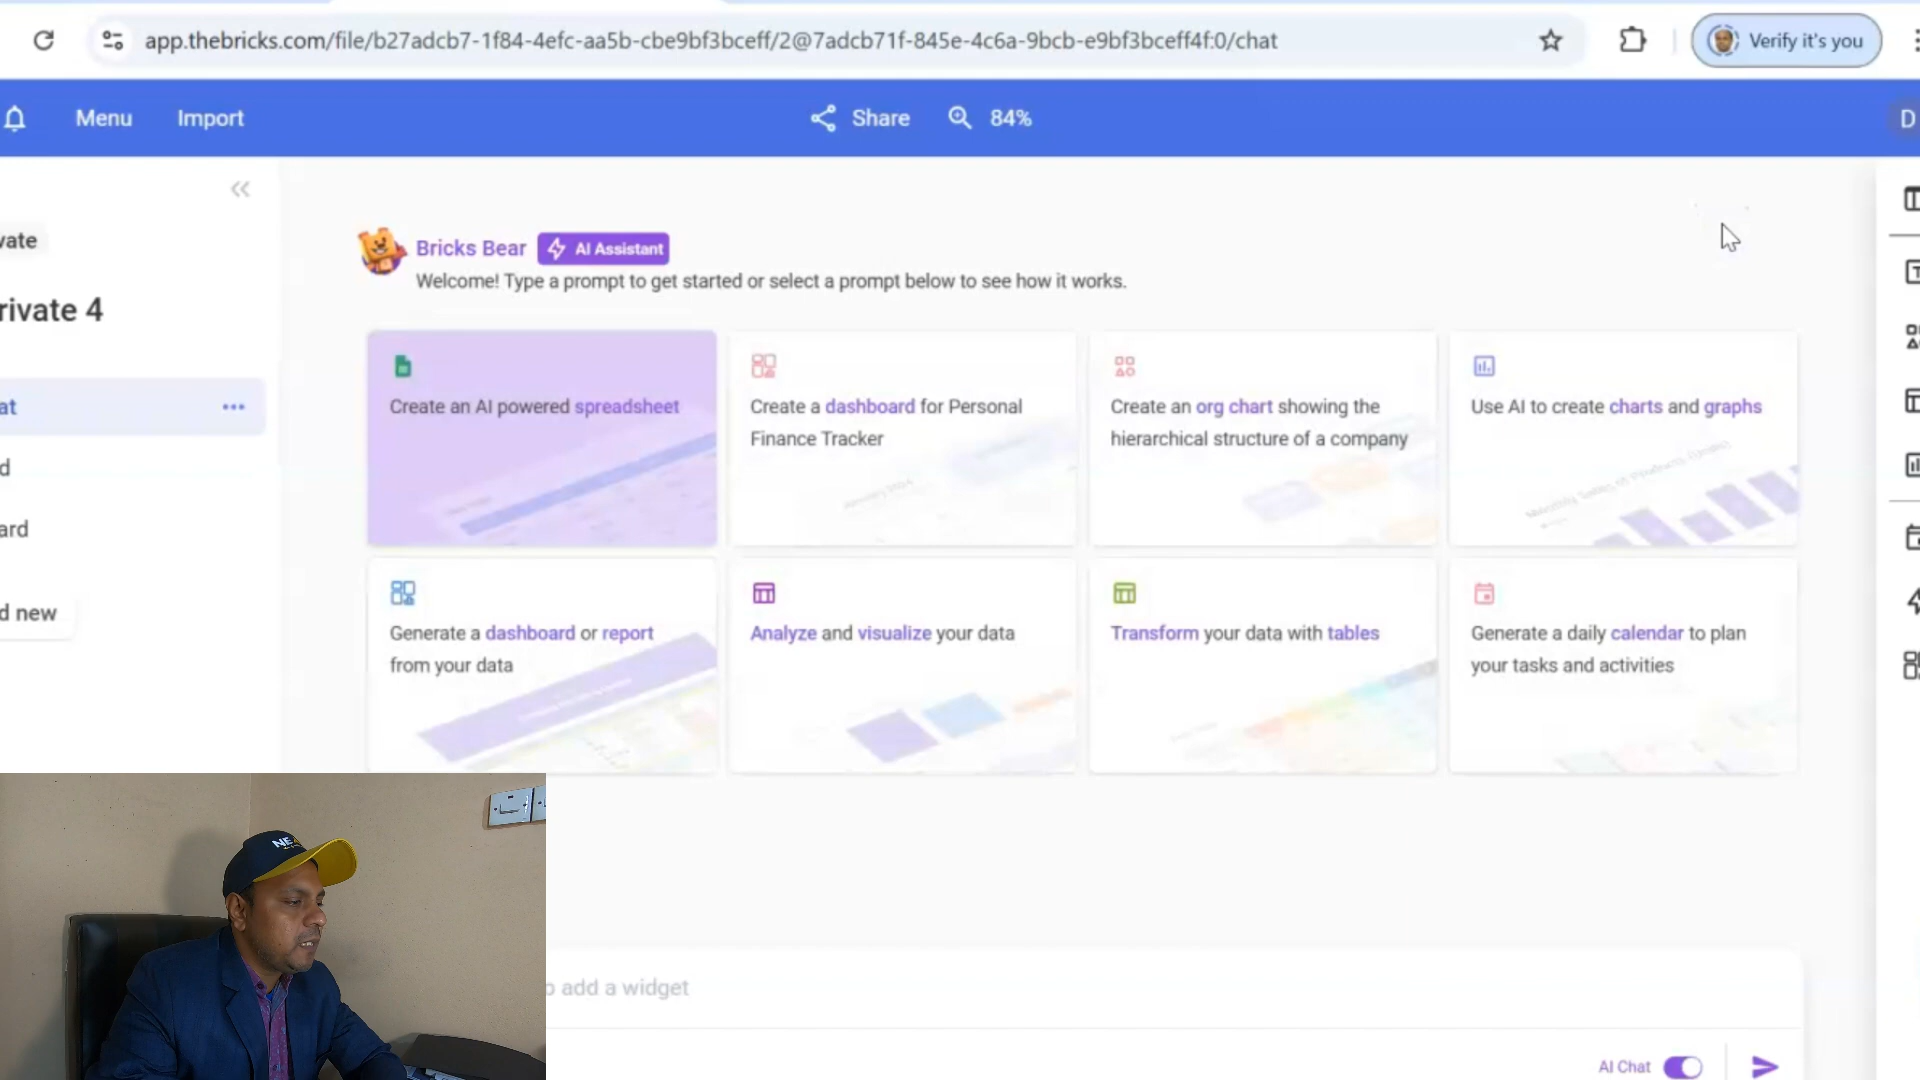 app.thebricks.com/file/b27adcb7-1f84-4efc-aa5b-cbe9bf3bceff/2@7adcb71f-845e-4c6a-9bcb-e9bf3bceff4f:0/chat
Verify it's you
Menu
Import
Share
84%
D
vate
rivate 4
at
d
ard
d new
Bricks Bear
AI Assistant
Welcome! Type a prompt to get started or select a prompt below to see how it works.
Create an AI powered spreadsheet
Create a dashboard for Personal
Finance Tracker
Create an org chart showing the
hierarchical structure of a company
Use AI to create charts and graphs
Generate a dashboard or report
from your data
Analyze and visualize your data
Transform your data with tables
Generate a daily calendar to plan
your tasks and activities
o add a widget
AI Chat